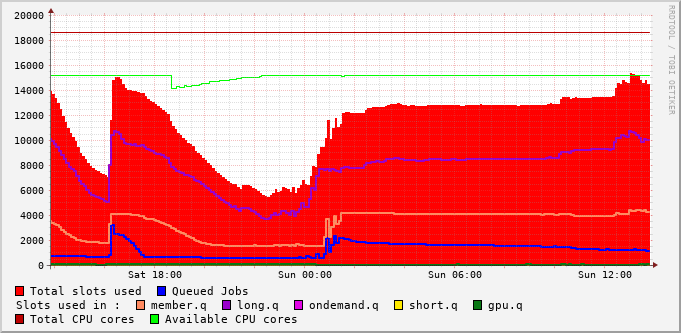 20000
18000
16000
14000
12000
10000
8000
6000
4000
2000
0
Sat 18:00 Sun 00:00 Sun 06:00 Sun 12:00
RRDTOOL / TOBI OETIKER
Total slots used Queued Jobs
Slots used in : member.q long.q ondemand.q short.q gpu.q
Total CPU cores Available CPU cores